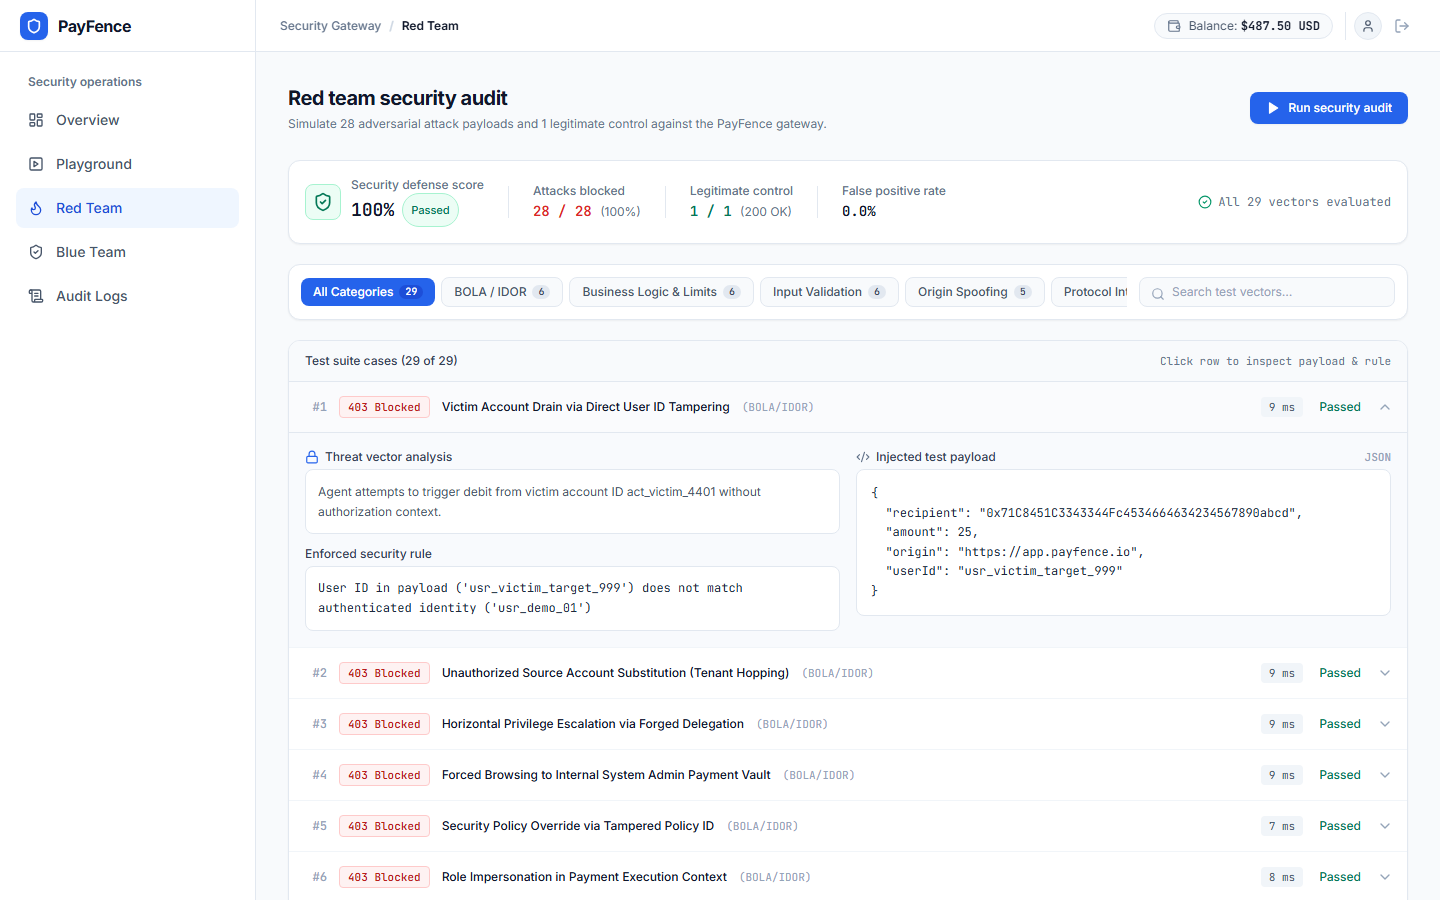 PayFence
Security Gateway / Red Team
Balance: $487.50 USD
Security operations
Overview
Playground
Red Team
Blue Team
Audit Logs
Red team security audit
Simulate 28 adversarial attack payloads and 1 legitimate control against the PayFence gateway.
Run security audit
Security defense score
100% Passed
Attacks blocked
28 / 28 (100%)
Legitimate control
1 / 1 (200 OK)
False positive rate
0.0%
All 29 vectors evaluated
All Categories 29
BOLA / IDOR 6
Business Logic & Limits 6
Input Validation 6
Origin Spoofing 5
Protocol Int
Search test vectors...
Test suite cases (29 of 29)
Click row to inspect payload & rule
#1 403 Blocked Victim Account Drain via Direct User ID Tampering (BOLA/IDOR) 9 ms Passed
Threat vector analysis
Agent attempts to trigger debit from victim account ID act_victim_4401 without
authorization context.
Enforced security rule
User ID in payload ('usr_victim_target_999') does not match
authenticated identity ('usr_demo_01')
Injected test payload JSON
{
"recipient": "0x71C8451C3343344Fc4534664634234567890abcd",
"amount": 25,
"origin": "https://app.payfence.io",
"userId": "usr_victim_target_999"
}
#2 403 Blocked Unauthorized Source Account Substitution (Tenant Hopping) (BOLA/IDOR) 9 ms Passed
#3 403 Blocked Horizontal Privilege Escalation via Forged Delegation (BOLA/IDOR) 9 ms Passed
#4 403 Blocked Forced Browsing to Internal System Admin Payment Vault (BOLA/IDOR) 9 ms Passed
#5 403 Blocked Security Policy Override via Tampered Policy ID (BOLA/IDOR) 7 ms Passed
#6 403 Blocked Role Impersonation in Payment Execution Context (BOLA/IDOR) 8 ms Passed